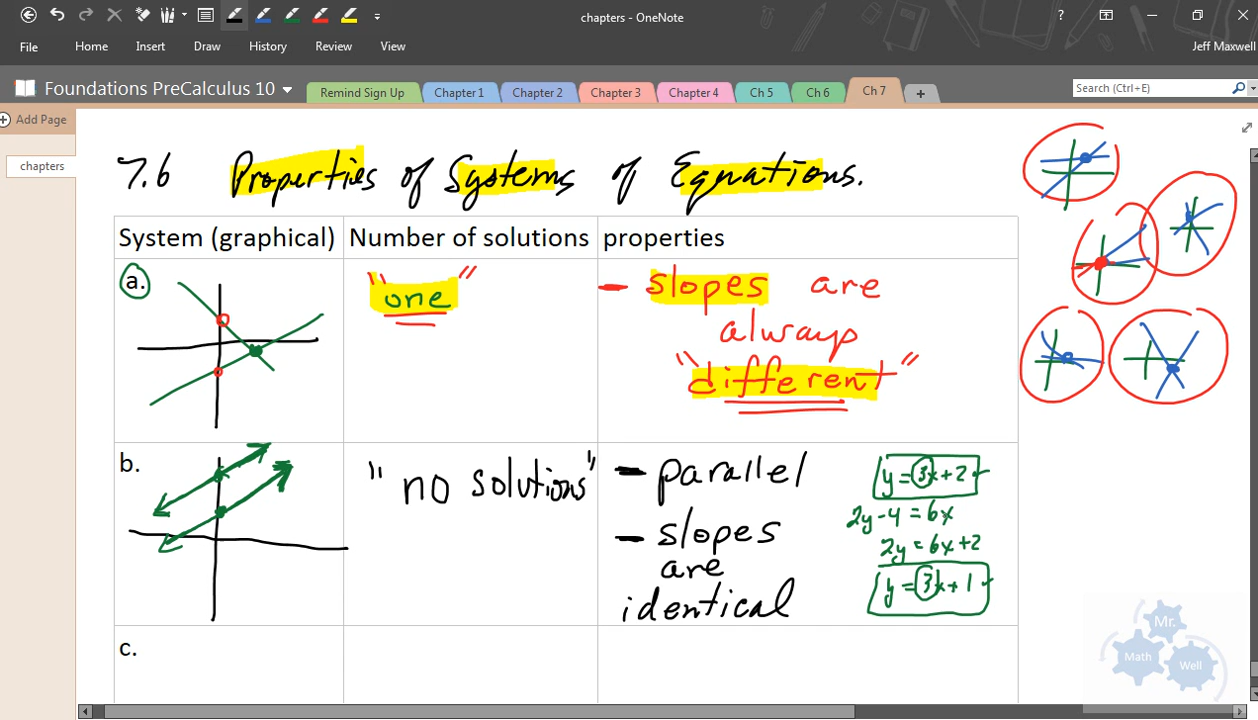 chapters - OneNote
?
File
Home
Insert
Draw
History
Review
View
Jeff Maxwell
Foundations PreCalculus 10
Remind Sign Up
Chapter 1
Chapter 2
Chapter 3
Chapter 4
Ch 5
Ch 6
Ch 7
Search (Ctrl+E)
Add Page
chapters
7.6 Properties of Systems of Equations.
System (graphical)
Number of solutions
properties
a.
"one"
- slopes are
always
"different"
b.
"no solutions"
- parallel
- slopes
are
identical
y = 3x + 2
2y - 4 = 6x
2y = 6x + 2
y = 3x + 1
c.
Mr.
Math
Well